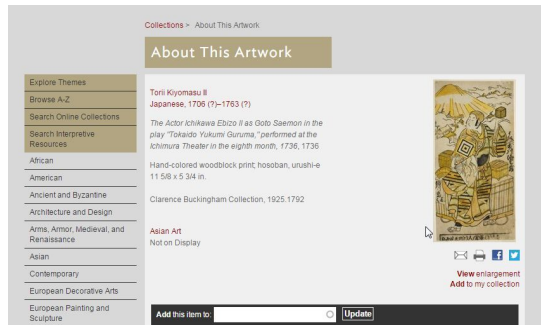 Collections > About This Artwork
About This Artwork
Explore Themes
Browse A-Z
Search Online Collections
Search Interpretive
Resources
African
American
Ancient and Byzantine
Architecture and Design
Arms, Armor, Medieval, and
Renaissance
Asian
Contemporary
European Decorative Arts
European Painting and
Sculpture
Torii Kiyomasu II
Japanese, 1706 (?)–1763 (?)
The Actor Ichikawa Ebizo II as Goto Saemon in the
play "Tokaido Yukumi Guruma," performed at the
Ichimura Theater in the eighth month, 1736, 1736
Hand-colored woodblock print; hosoban, urushi-e
11 5/8 x 5 3/4 in.
Clarence Buckingham Collection, 1925.1792
Asian Art
Not on Display
View enlargement
Add to my collection
Add this item to:
Update